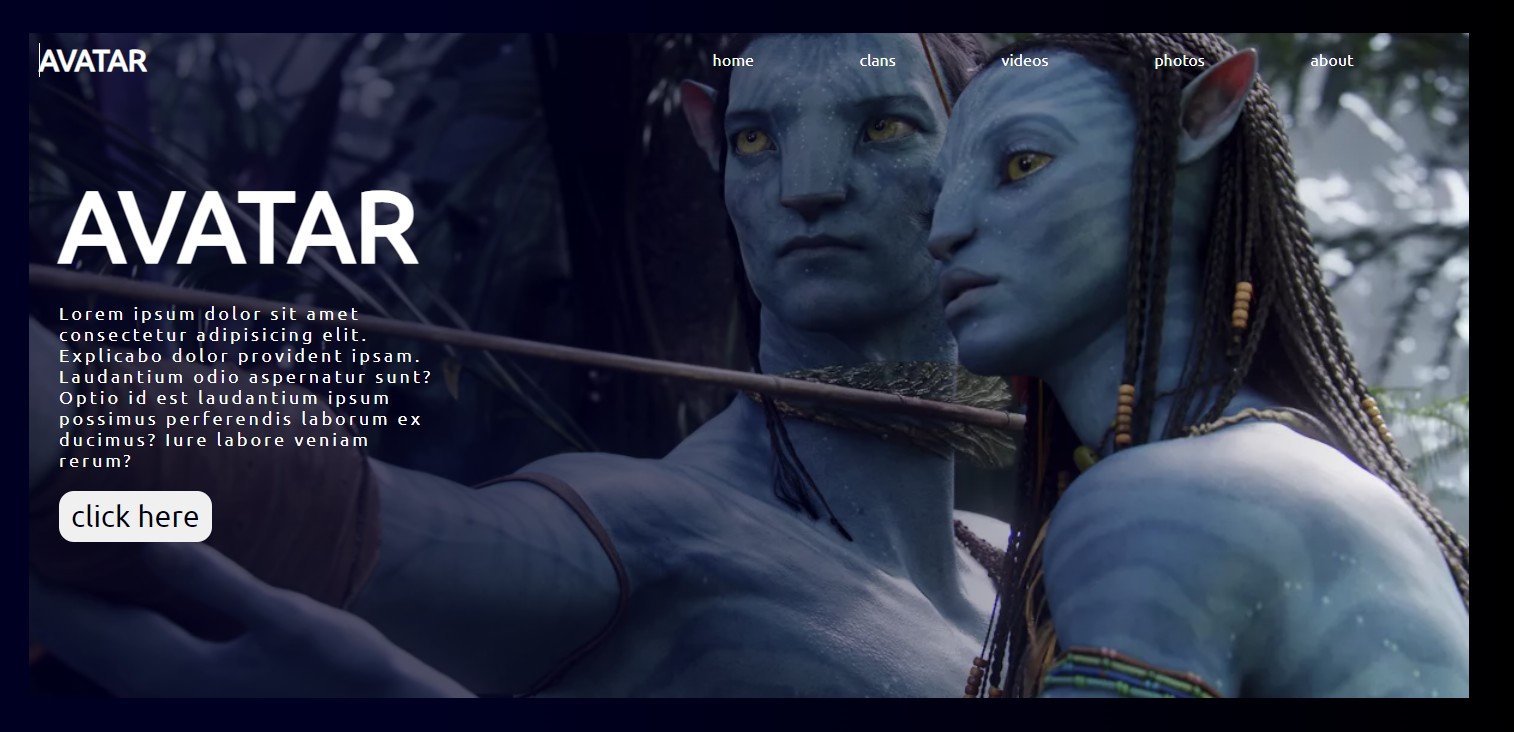 AVATAR
home clans videos photos about
AVATAR
Lorem ipsum dolor sit amet
consectetur adipisicing elit.
Explicabo dolor provident ipsam.
Laudantium odio aspernatur sunt?
Optio id est laudantium ipsum
possimus perferendis laborum ex
ducimus? Iure labore veniam
rerum?
click here